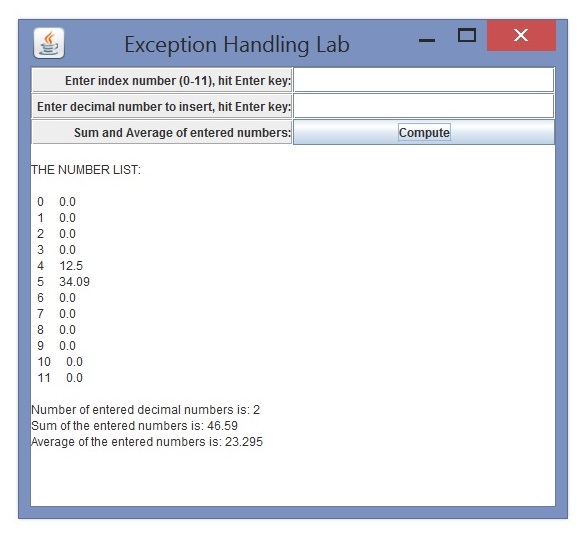 Exception Handling Lab
Enter index number (0-11), hit Enter key:
Enter decimal number to insert, hit Enter key:
Sum and Average of entered numbers: Compute
THE NUMBER LIST:
0 0.0
1 0.0
2 0.0
3 0.0
4 12.5
5 34.09
6 0.0
7 0.0
8 0.0
9 0.0
10 0.0
11 0.0
Number of entered decimal numbers is: 2
Sum of the entered numbers is: 46.59
Average of the entered numbers is: 23.295